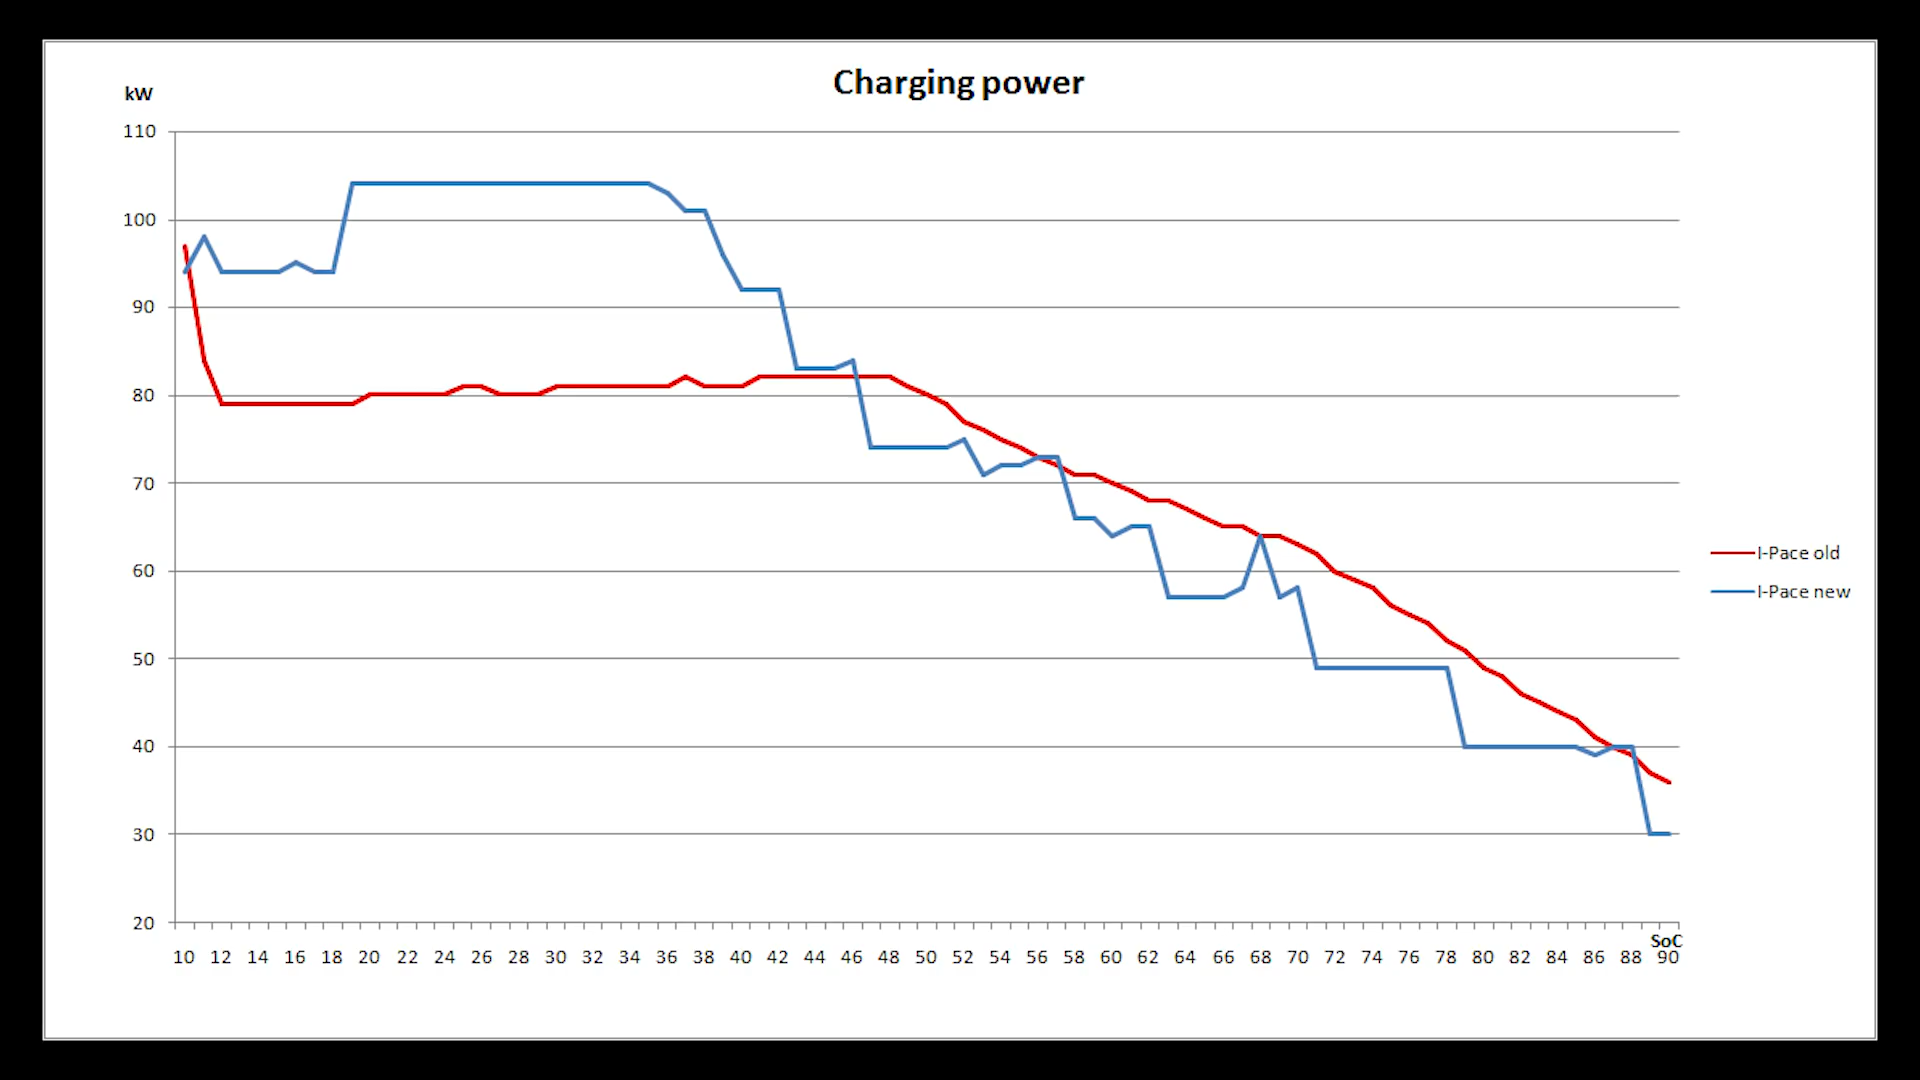 Charging power
kW
110
100
90
80
70
60
50
40
30
20
I-Pace old
I-Pace new
SoC
10 12 14 16 18 20 22 24 26 28 30 32 34 36 38 40 42 44 46 48 50 52 54 56 58 60 62 64 66 68 70 72 74 76 78 80 82 84 86 88 90